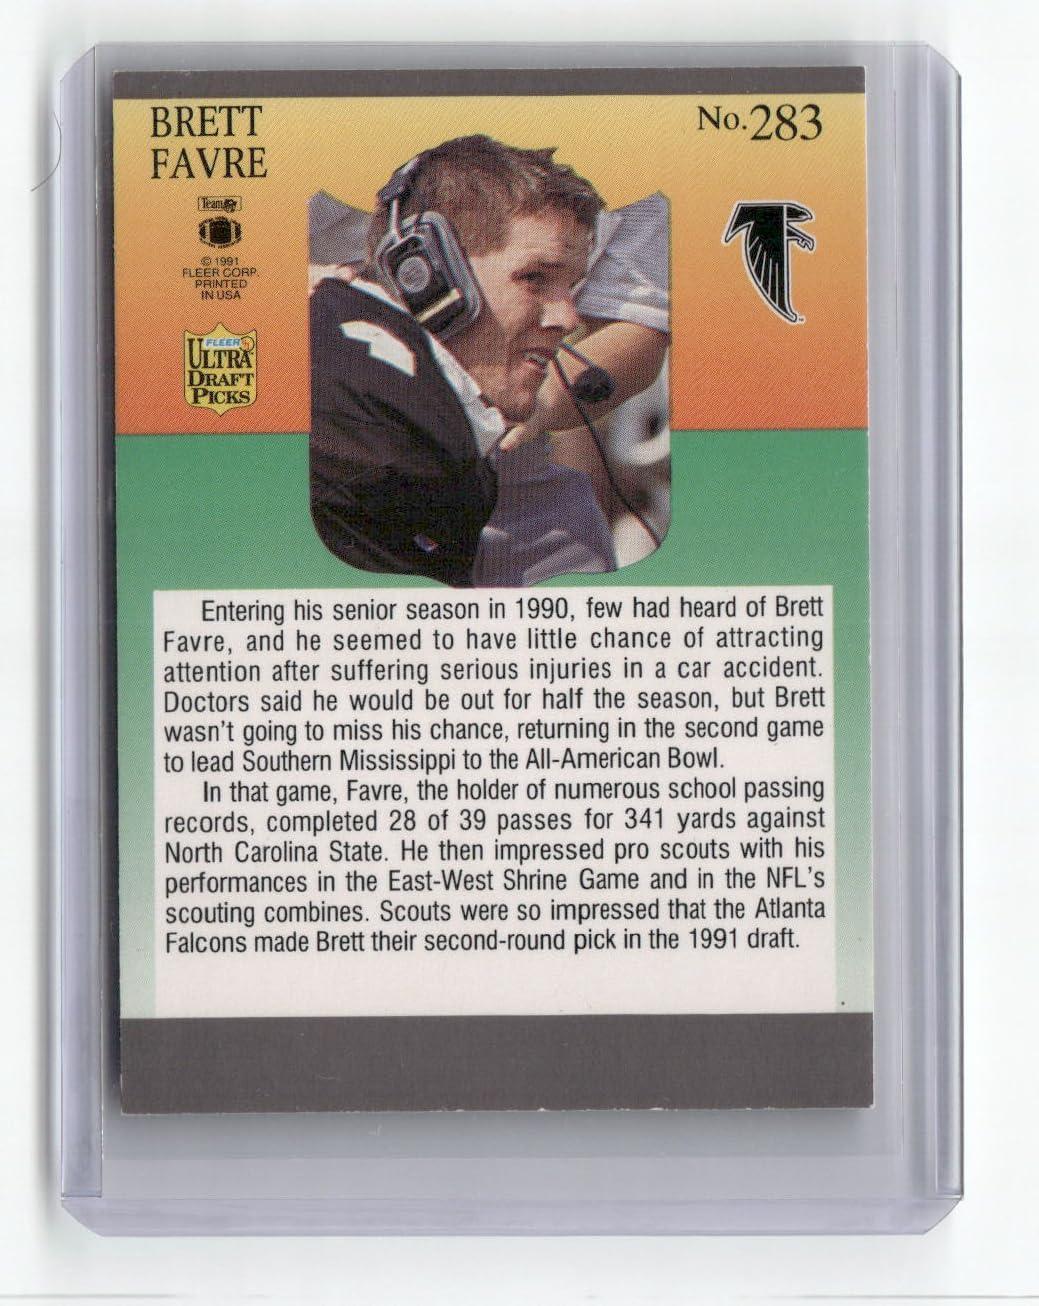 BRETT
FAVRE
No. 283
Team NFL
© 1991
FLEER CORP.
PRINTED
IN USA
FLEER
ULTRA
DRAFT
PICKS
Entering his senior season in 1990, few had heard of Brett
Favre, and he seemed to have little chance of attracting
attention after suffering serious injuries in a car accident.
Doctors said he would be out for half the season, but Brett
wasn't going to miss his chance, returning in the second game
to lead Southern Mississippi to the All-American Bowl.
In that game, Favre, the holder of numerous school passing
records, completed 28 of 39 passes for 341 yards against
North Carolina State. He then impressed pro scouts with his
performances in the East-West Shrine Game and in the NFL's
scouting combines. Scouts were so impressed that the Atlanta
Falcons made Brett their second-round pick in the 1991 draft.